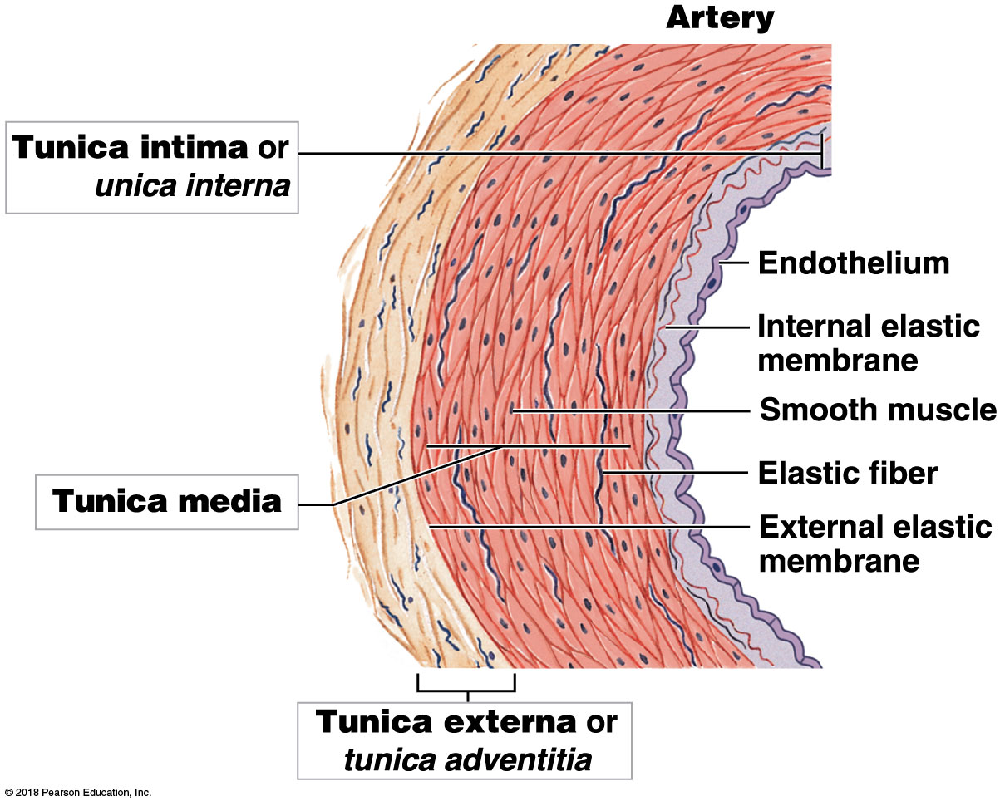 Artery
Tunica intima or
unica interna
Endothelium
Internal elastic
membrane
Smooth muscle
Elastic fiber
Tunica media
External elastic
membrane
Tunica externa or
tunica adventitia
© 2018 Pearson Education, Inc.